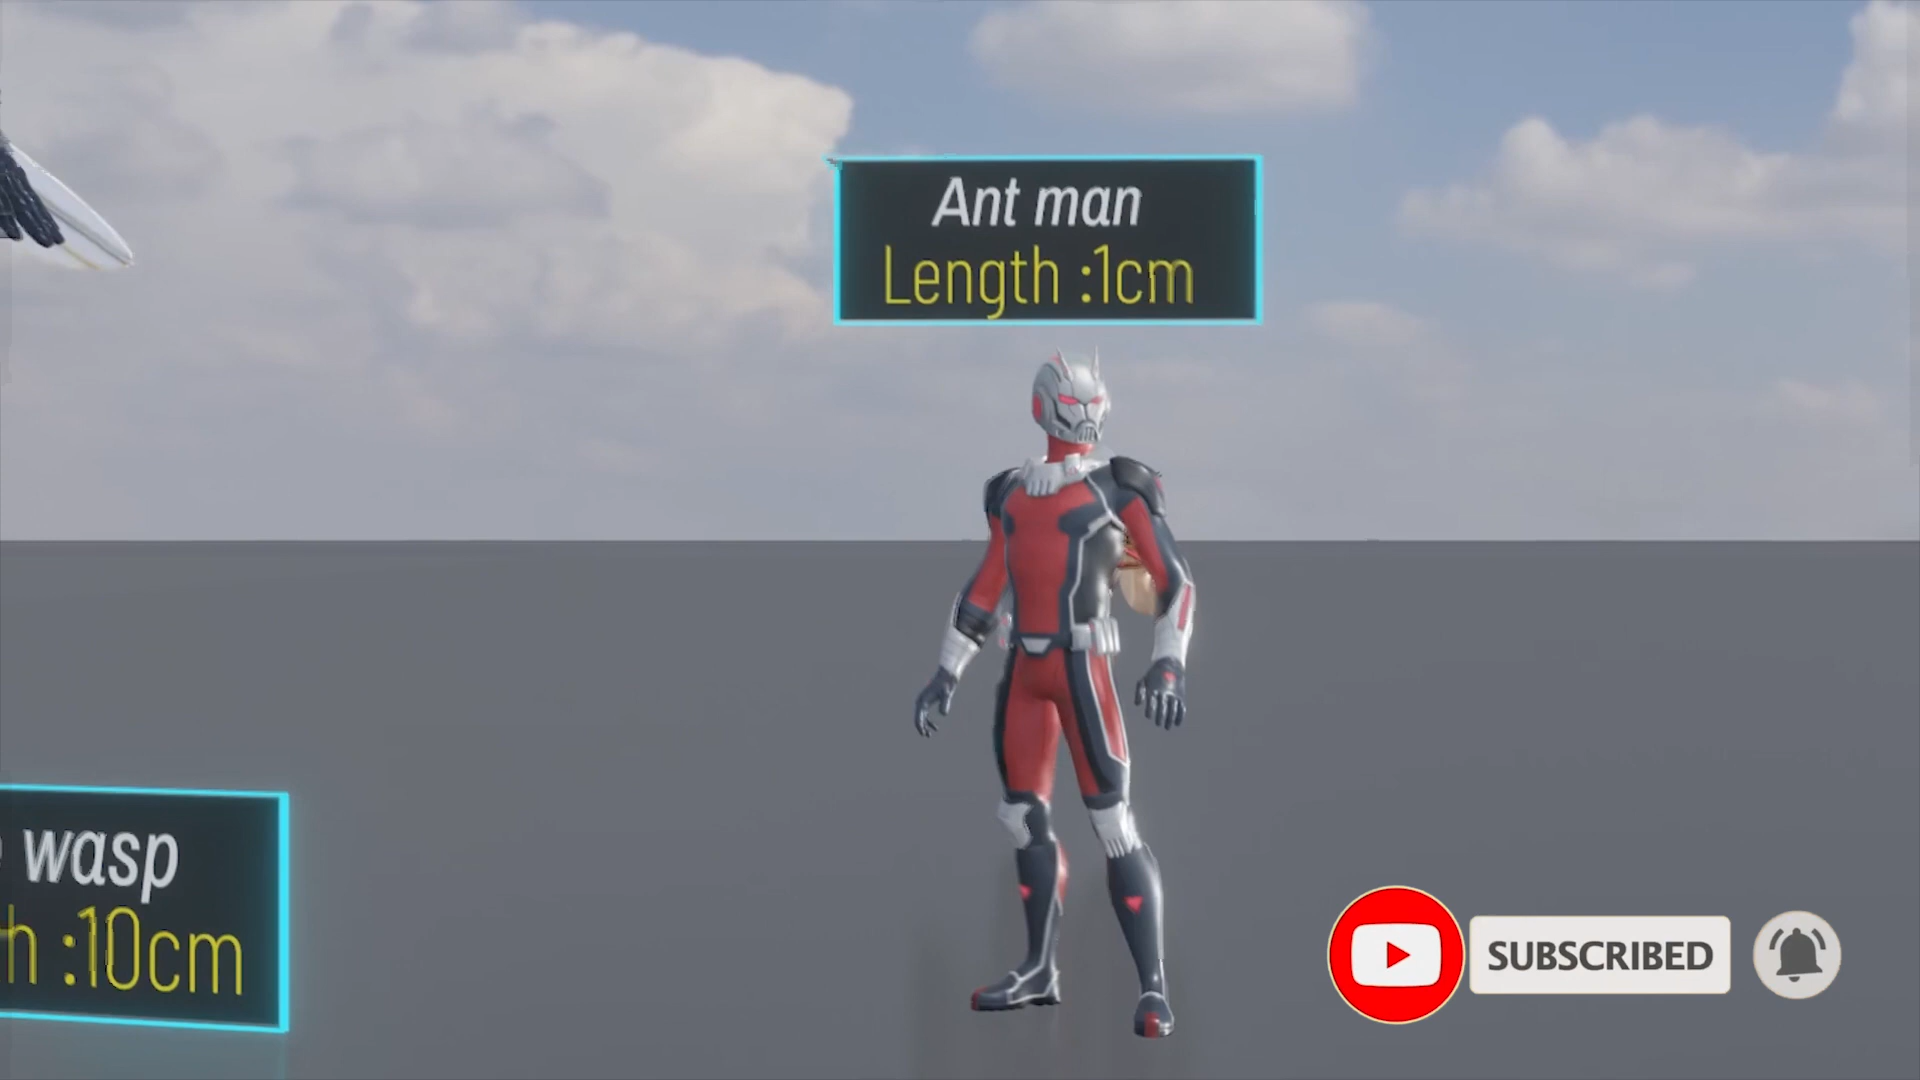 Ant man
Length :1cm
wasp
:10cm
SUBSCRIBED